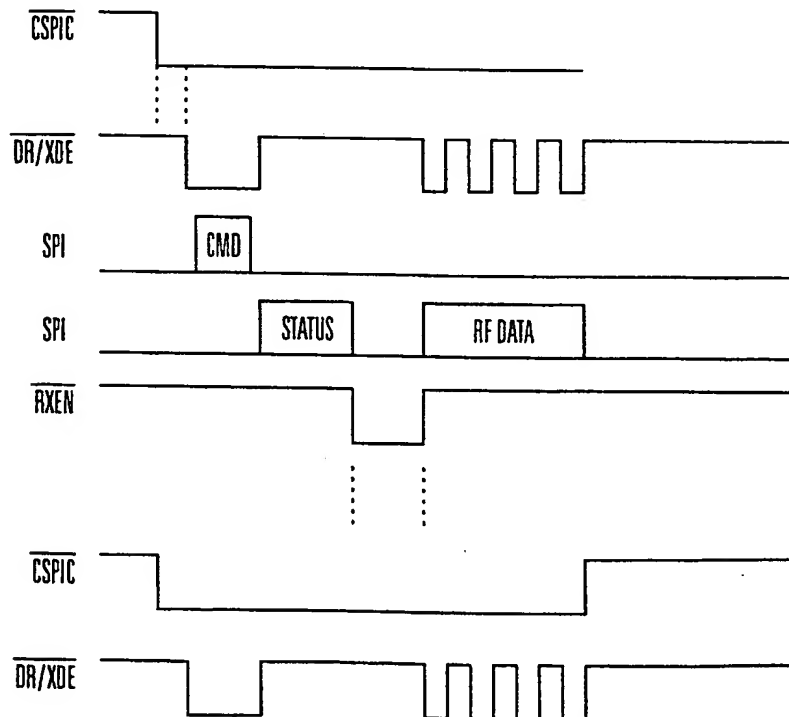 CSPIC
DR/XDE
SPI CMD
SPI STATUS RF DATA
RXEN
CSPIC
DR/XDE